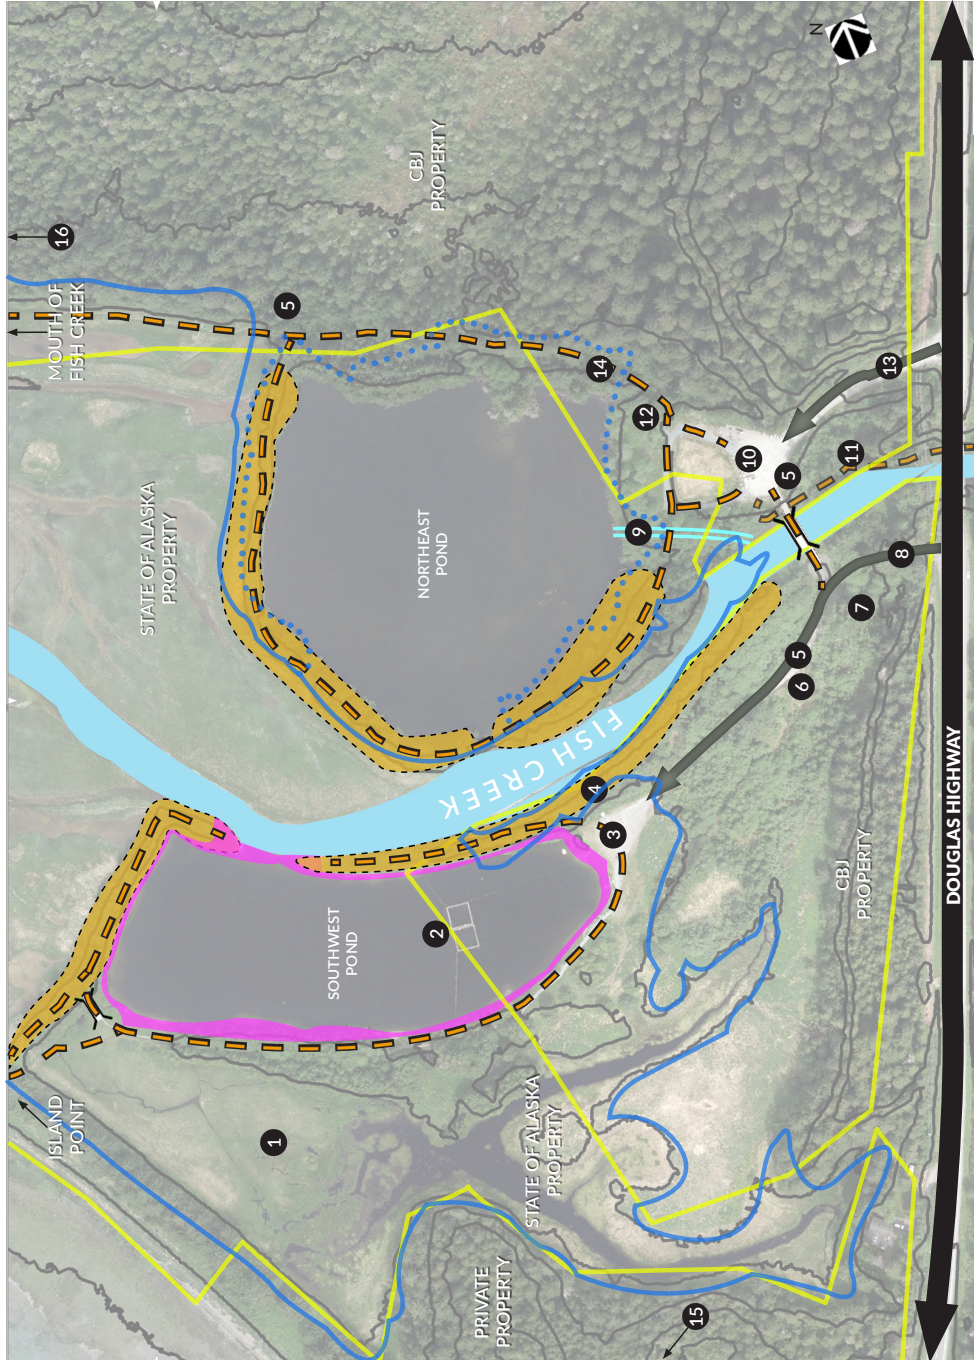 N
16
MOUTH OF
FISH CREEK
5
CBJ
PROPERTY
STATE OF ALASKA
PROPERTY
14
13
12
10
5
11
NORTHEAST
POND
9
8
7
5
6
FISH CREEK
4
3
SOUTHWEST
POND
2
CBJ
PROPERTY
DOUGLAS HIGHWAY
ISLAND
POINT
1
STATE OF ALASKA
PROPERTY
PRIVATE
PROPERTY
15